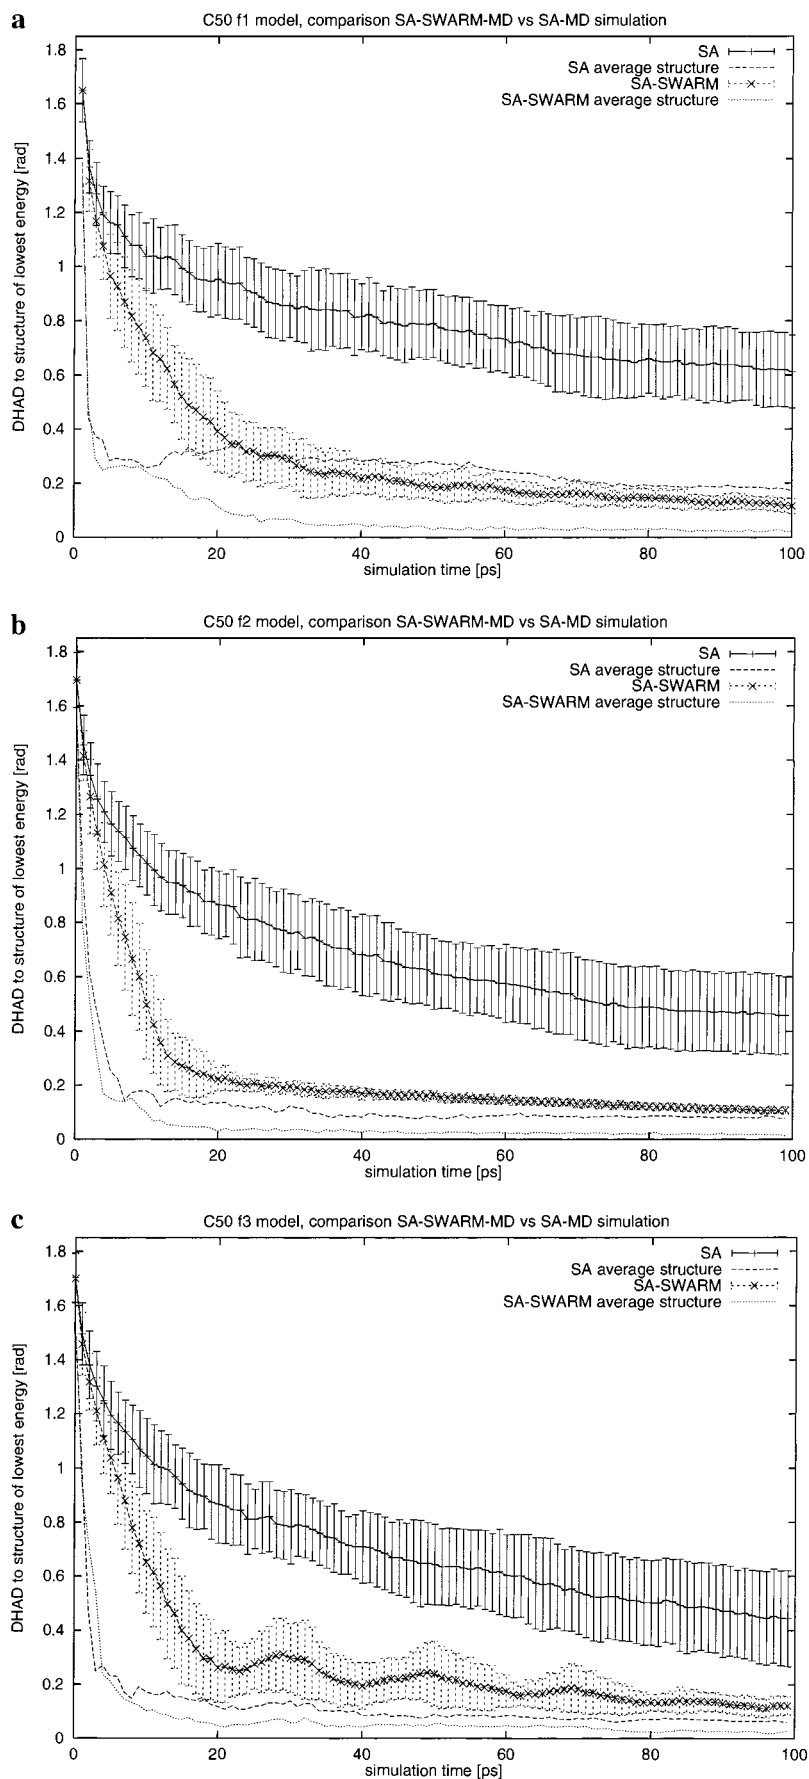 a
C50 f1 model, comparison SA-SWARM-MD vs SA-MD simulation
SA
SA average structure
SA-SWARM
SA-SWARM average structure
DHAD to structure of lowest energy [rad]
1.8
1.6
1.4
1.2
1
0.8
0.6
0.4
0.2
0
0 20 40 60 80 100
simulation time [ps]
b
C50 f2 model, comparison SA-SWARM-MD vs SA-MD simulation
SA
SA average structure
SA-SWARM
SA-SWARM average structure
DHAD to structure of lowest energy [rad]
1.8
1.6
1.4
1.2
1
0.8
0.6
0.4
0.2
0
0 20 40 60 80 100
simulation time [ps]
c
C50 f3 model, comparison SA-SWARM-MD vs SA-MD simulation
SA
SA average structure
SA-SWARM
SA-SWARM average structure
DHAD to structure of lowest energy [rad]
1.8
1.6
1.4
1.2
1
0.8
0.6
0.4
0.2
0
0 20 40 60 80 100
simulation time [ps]